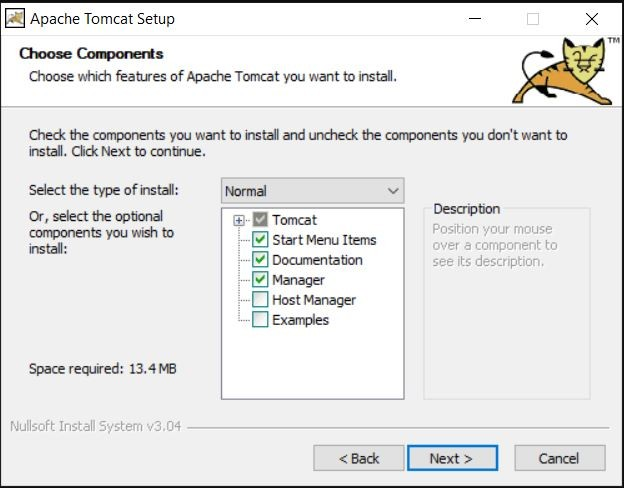 Apache Tomcat Setup
Choose Components
Choose which features of Apache Tomcat you want to install.
TM
Check the components you want to install and uncheck the components you don't want to
install. Click Next to continue.
Select the type of install:
Normal
Or, select the optional
components you wish to
install:
Tomcat
Start Menu Items
Documentation
Manager
Host Manager
Examples
Description
Position your mouse
over a component to
see its description.
Space required: 13.4 MB
Nullsoft Install System v3.04
< Back
Next >
Cancel